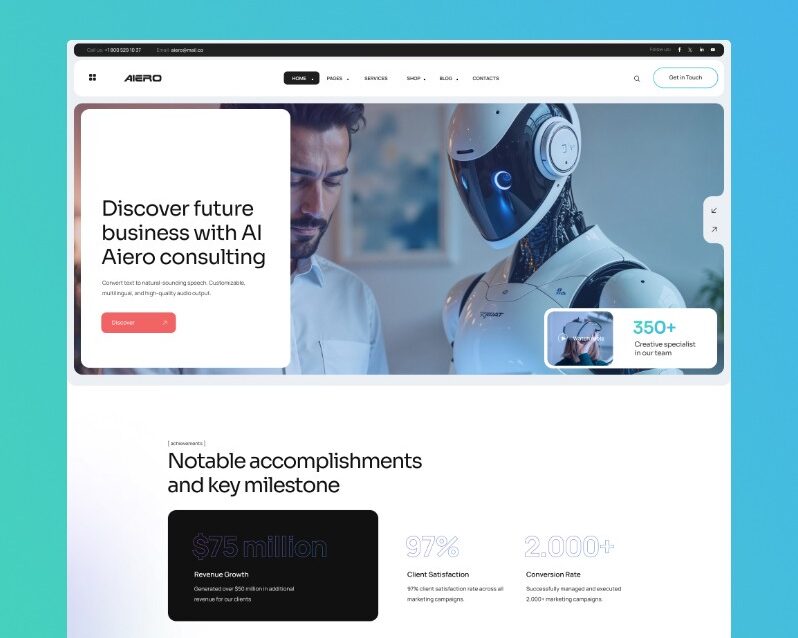 Call us: +1 809 529 10 37 Email: aiero@mail.co Follow us:
AIERO HOME PAGES SERVICES SHOP BLOG CONTACTS Get in Touch
Discover future
business with AI
Aiero consulting
Convert text to natural-sounding speech. Customizable,
multilingual, and high-quality audio output.
Discover
Watch more
350+
Creative specialist
in our team
[ achievements ]
Notable accomplishments
and key milestone
$75 million
Revenue Growth
Generated over $50 million in additional
revenue for our clients
97%
Client Satisfaction
97% client satisfaction rate across all
marketing campaigns.
2.000+
Conversion Rate
Successfully managed and executed
2,000+ marketing campaigns.